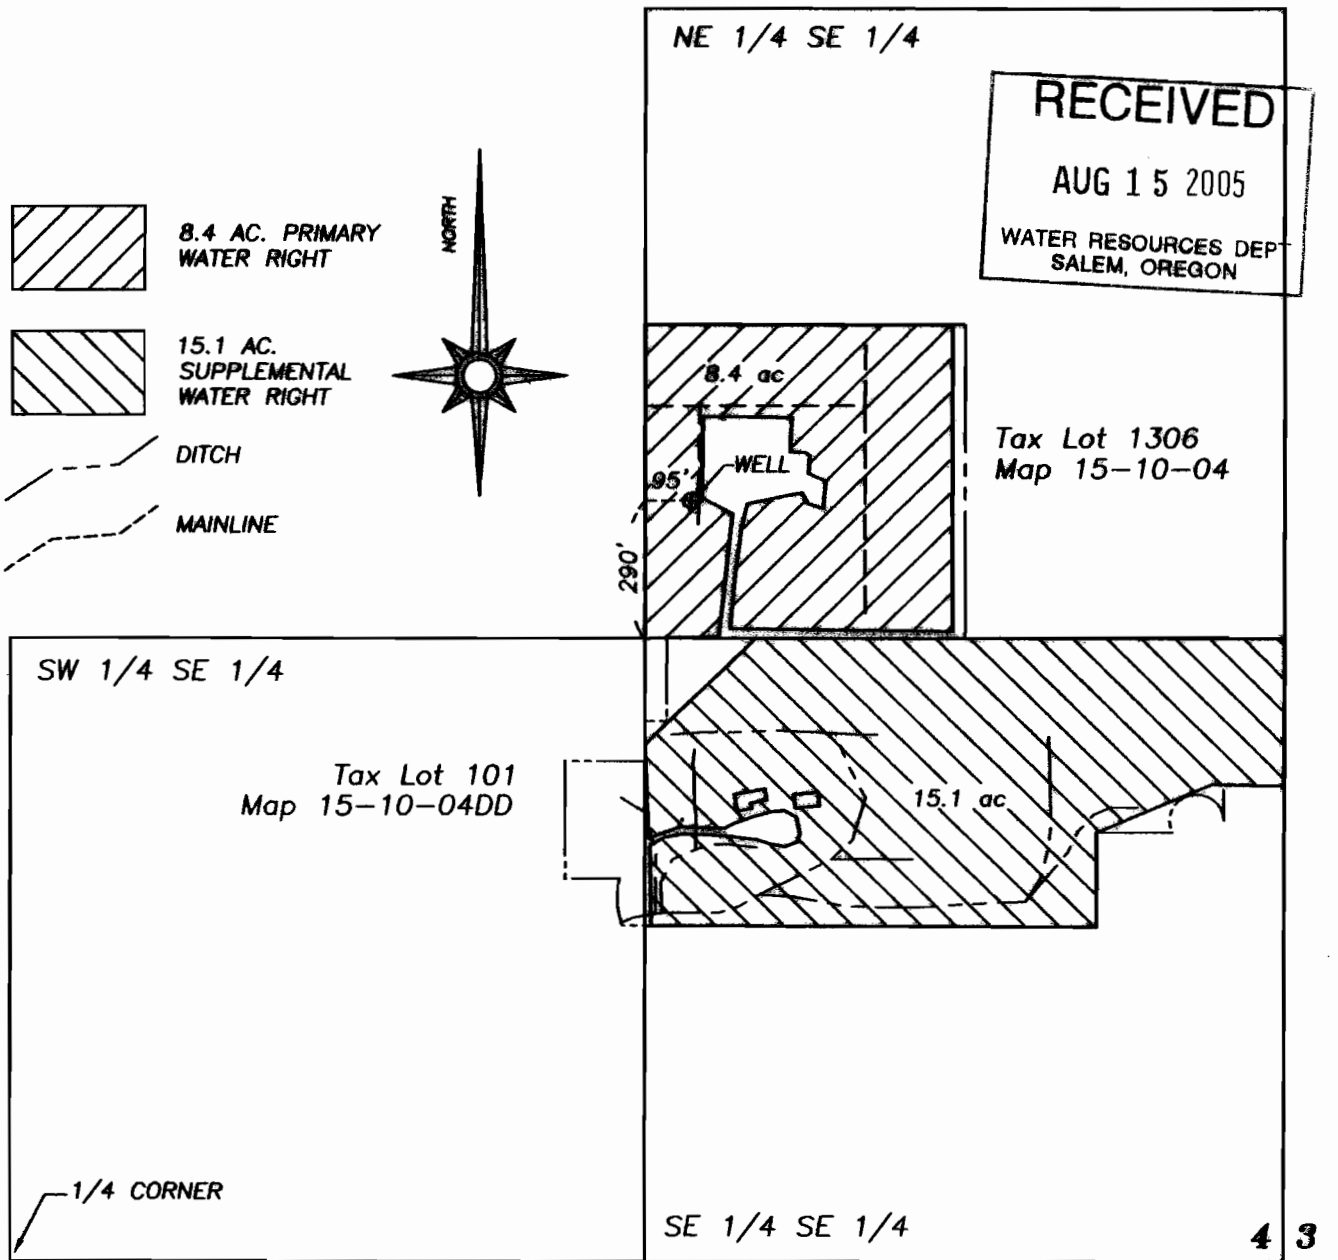 NE 1/4 SE 1/4
RECEIVED
AUG 15 2005
WATER RESOURCES DEPT
SALEM, OREGON
8.4 AC. PRIMARY
WATER RIGHT
NORTH
15.1 AC.
SUPPLEMENTAL
WATER RIGHT
DITCH
MAINLINE
8.4 ac
WELL
95'
290'
Tax Lot 1306
Map 15-10-04
SW 1/4 SE 1/4
Tax Lot 101
Map 15-10-04DD
15.1 ac
1/4 CORNER
SE 1/4 SE 1/4
4 3